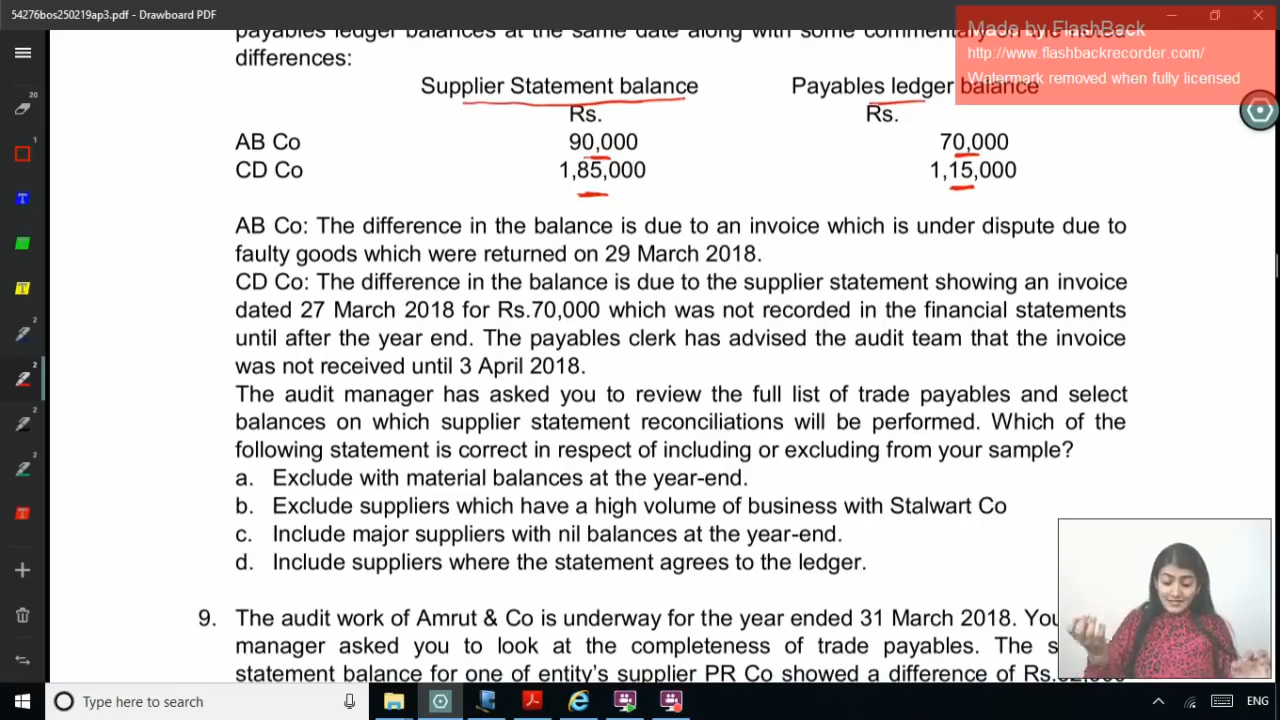 54276bos250219ap3.pdf - Drawboard PDF
Made by FlashBack
http://www.flashbackrecorder.com/
Watermark removed when fully licensed
payables ledger balances at the same date along with some
differences:
Supplier Statement balance Payables ledger balance
Rs. Rs.
AB Co 90,000 70,000
CD Co 1,85,000 1,15,000
AB Co: The difference in the balance is due to an invoice which is under dispute due to
faulty goods which were returned on 29 March 2018.
CD Co: The difference in the balance is due to the supplier statement showing an invoice
dated 27 March 2018 for Rs.70,000 which was not recorded in the financial statements
until after the year end. The payables clerk has advised the audit team that the invoice
was not received until 3 April 2018.
The audit manager has asked you to review the full list of trade payables and select
balances on which supplier statement reconciliations will be performed. Which of the
following statement is correct in respect of including or excluding from your sample?
a. Exclude with material balances at the year-end.
b. Exclude suppliers which have a high volume of business with Stalwart Co
c. Include major suppliers with nil balances at the year-end.
d. Include suppliers where the statement agrees to the ledger.
9. The audit work of Amrut & Co is underway for the year ended 31 March 2018.
manager asked you to look at the completeness of trade payables. The
statement balance for one of entity's supplier PR Co showed a difference of
Type here to search
ENG